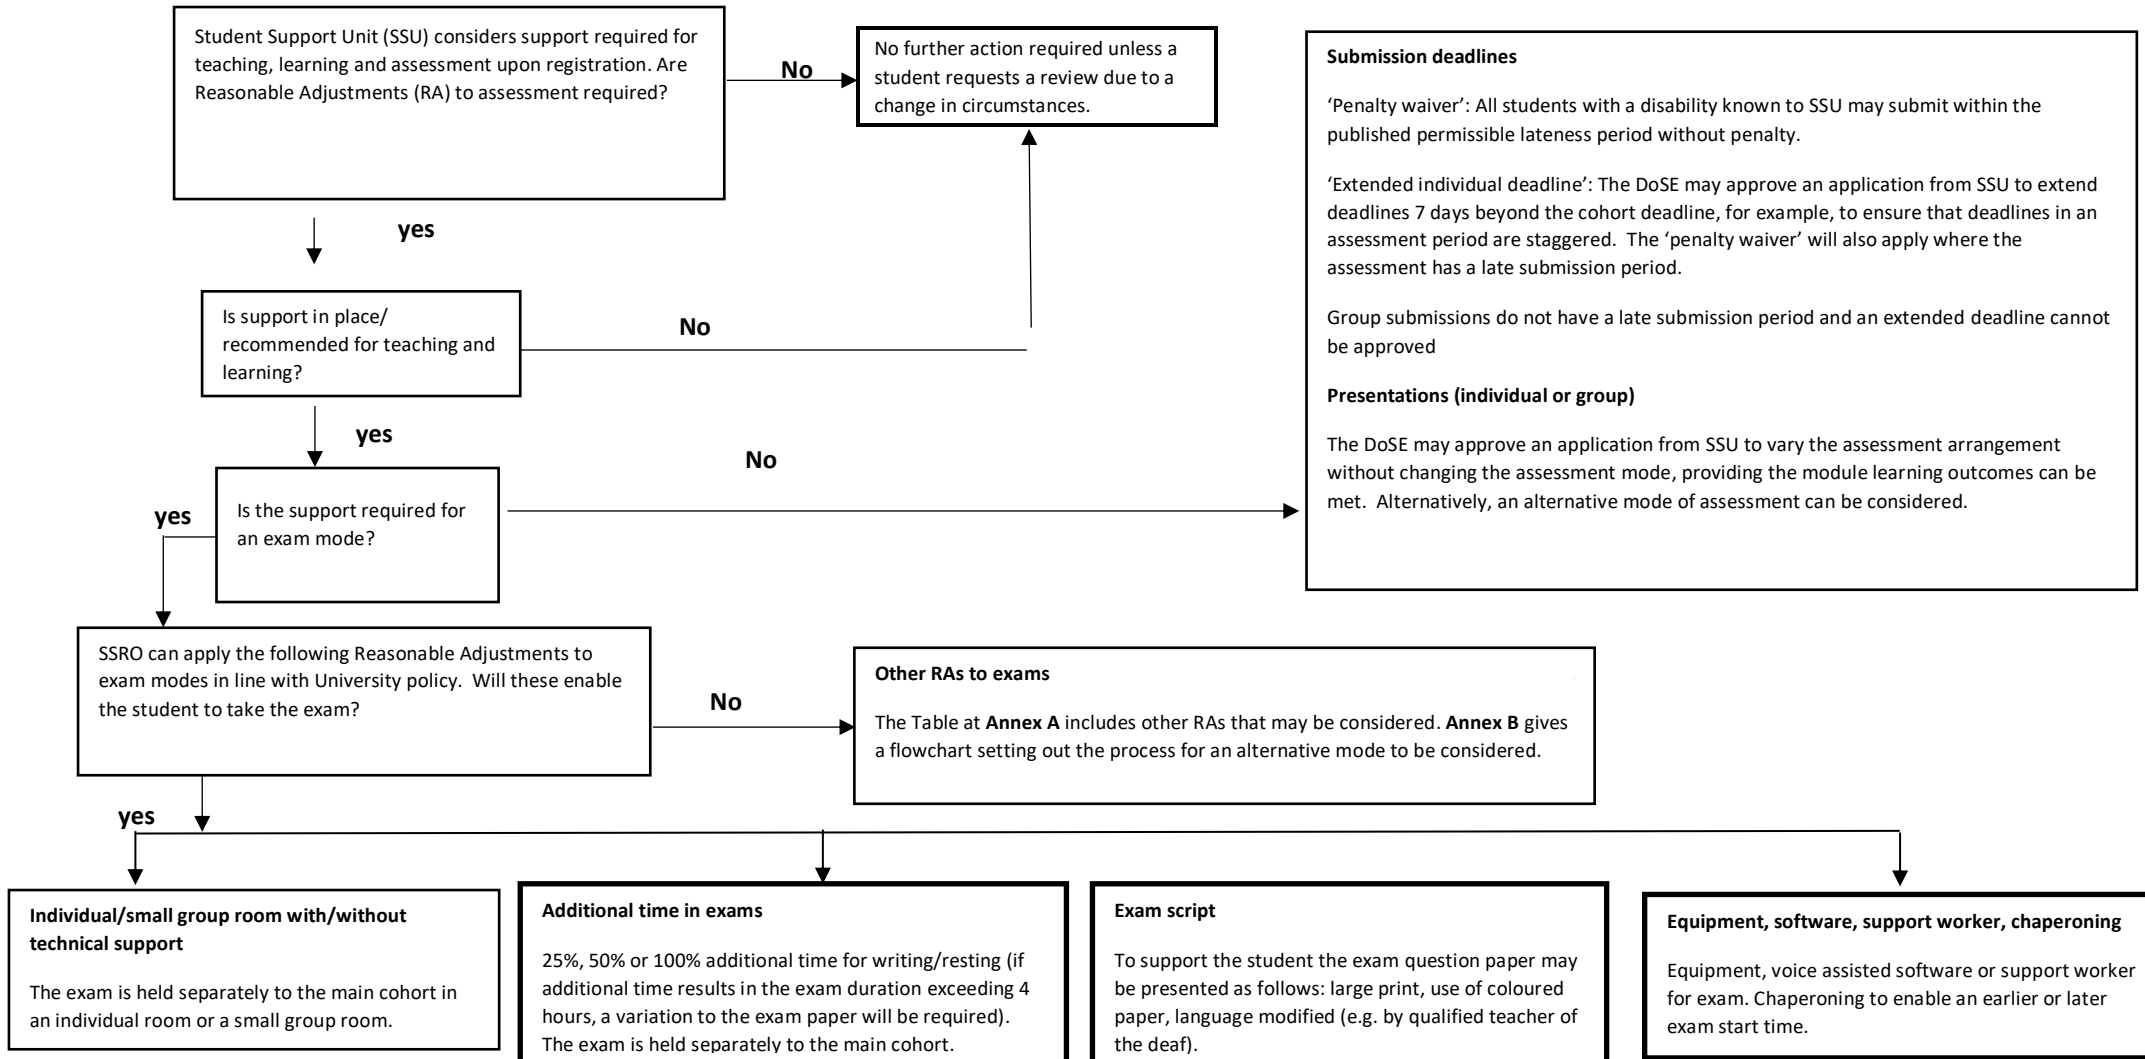 Student Support Unit (SSU) considers support required for
teaching, learning and assessment upon registration. Are
Reasonable Adjustments (RA) to assessment required?
No
No further action required unless a
student requests a review due to a
change in circumstances.
yes
Is support in place/
recommended for teaching and
learning?
No
yes
Is the support required for
an exam mode?
No
yes
Submission deadlines
‘Penalty waiver’: All students with a disability known to SSU may submit within the
published permissible lateness period without penalty.
‘Extended individual deadline’: The DoSE may approve an application from SSU to extend
deadlines 7 days beyond the cohort deadline, for example, to ensure that deadlines in an
assessment period are staggered.  The ‘penalty waiver’ will also apply where the
assessment has a late submission period.
Group submissions do not have a late submission period and an extended deadline cannot
be approved
Presentations (individual or group)
The DoSE may approve an application from SSU to vary the assessment arrangement
without changing the assessment mode, providing the module learning outcomes can be
met.  Alternatively, an alternative mode of assessment can be considered.
SSRO can apply the following Reasonable Adjustments to
exam modes in line with University policy.  Will these enable
the student to take the exam?
No
Other RAs to exams
The Table at Annex A includes other RAs that may be considered. Annex B gives
a flowchart setting out the process for an alternative mode to be considered.
yes
Individual/small group room with/without
technical support
The exam is held separately to the main cohort in
an individual room or a small group room.
Additional time in exams
25%, 50% or 100% additional time for writing/resting (if
additional time results in the exam duration exceeding 4
hours, a variation to the exam paper will be required).
The exam is held separately to the main cohort.
Exam script
To support the student the exam question paper may
be presented as follows: large print, use of coloured
paper, language modified (e.g. by qualified teacher of
the deaf).
Equipment, software, support worker, chaperoning
Equipment, voice assisted software or support worker
for exam. Chaperoning to enable an earlier or later
exam start time.